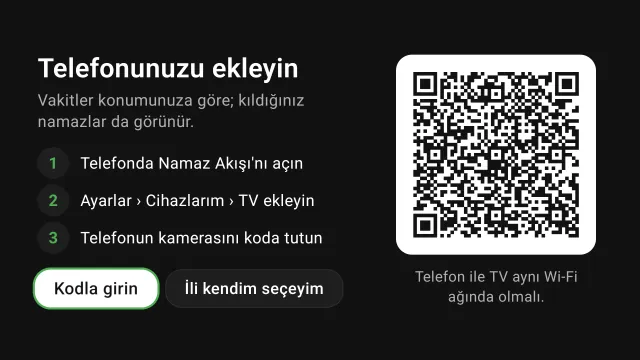 Telefonunuzu ekleyin
Vakitler konumunuza göre; kıldığınız
namazlar da görünür.
1 Telefonda Namaz Akışı'nı açın
2 Ayarlar › Cihazlarım › TV ekleyin
3 Telefonun kamerasını koda tutun
Kodla girin İli kendim seçeyim
Telefon ile TV aynı Wi-Fi
ağında olmalı.